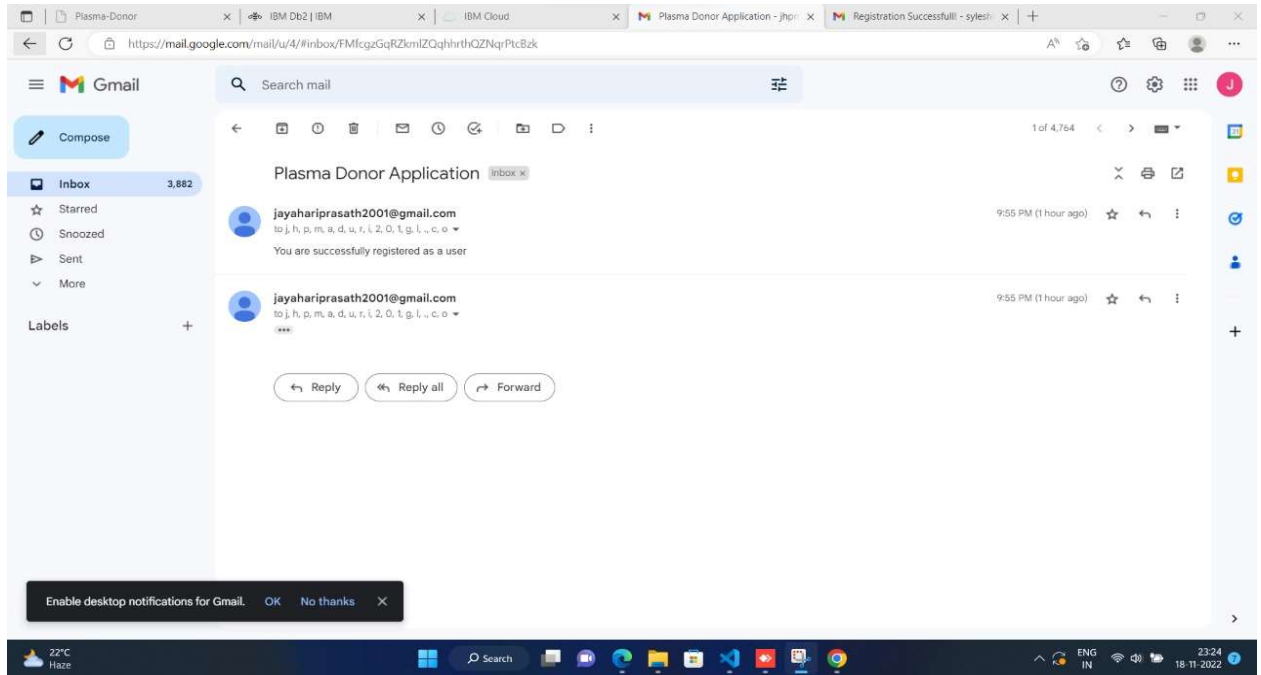 Plasma-Donor
IBM Db2 | IBM
IBM Cloud
Plasma Donor Application - jhpr
Registration Successfull! - sylesh
https://mail.google.com/mail/u/4/#inbox/FMfcgzGqRZkmlZQqhhrthQZNqrPtcBzk
Gmail
Search mail
J
Compose
1 of 4,764
Inbox 3,882
Starred
Snoozed
Sent
More
Labels
Plasma Donor Application Inbox x
jayahariprasath2001@gmail.com 9:55 PM (1 hour ago)
to j, h, p, m, a, d, u, r, i, 2, 0, 1, g, l, ., c, o
You are successfully registered as a user
jayahariprasath2001@gmail.com 9:55 PM (1 hour ago)
to j, h, p, m, a, d, u, r, i, 2, 0, 1, g, l, ., c, o
Reply Reply all Forward
Enable desktop notifications for Gmail. OK No thanks
22°C
Haze
Search
ENG
IN
23:24
18-11-2022
7